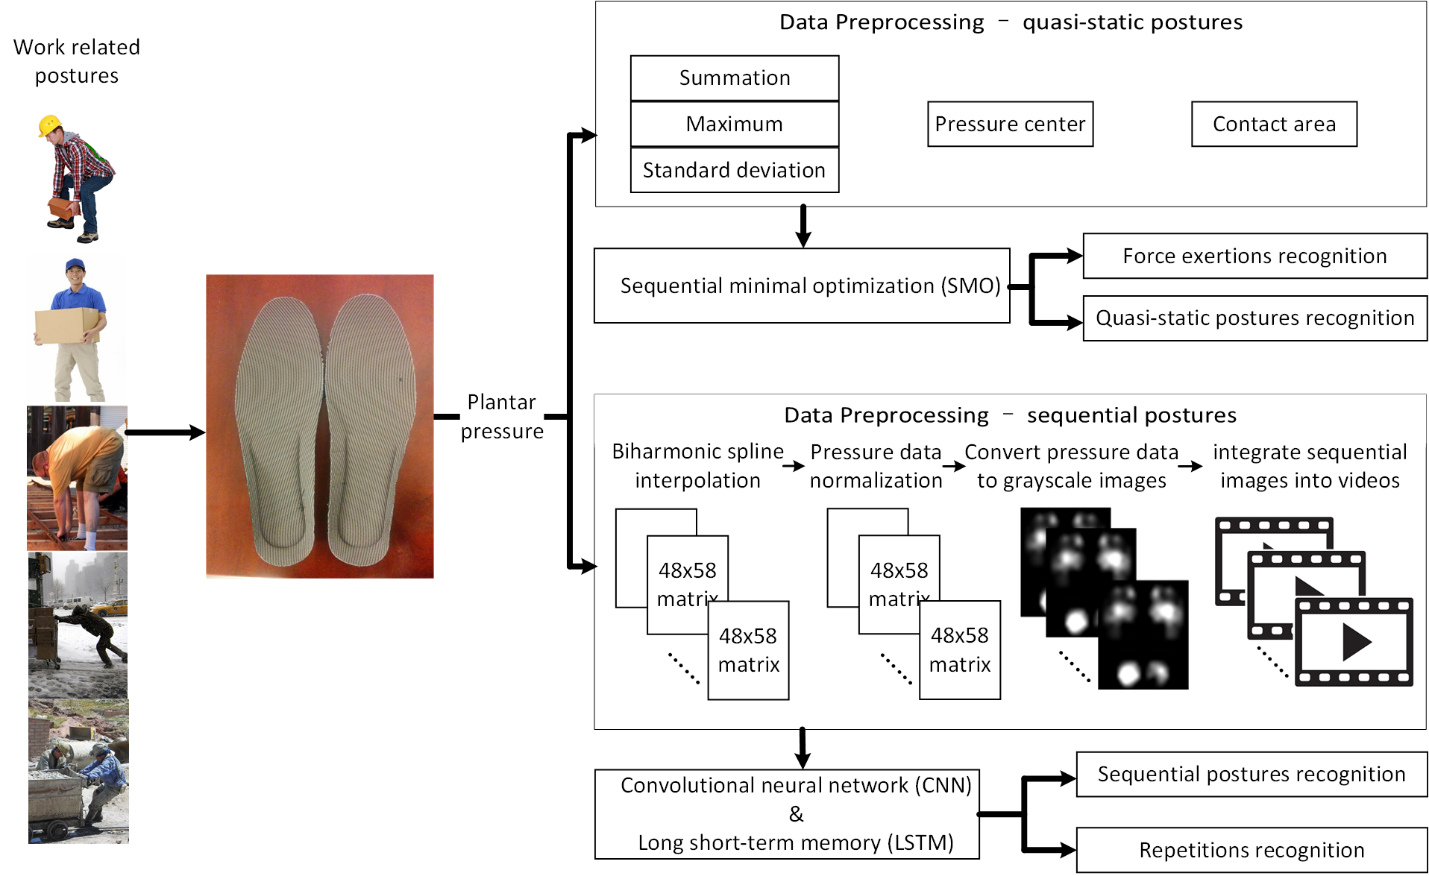 Work related
postures
Plantar
pressure
Data Preprocessing - quasi-static postures
Summation
Maximum
Standard deviation
Pressure center
Contact area
Sequential minimal optimization (SMO)
Force exertions recognition
Quasi-static postures recognition
Data Preprocessing - sequential postures
Biharmonic spline
interpolation
Pressure data
normalization
Convert pressure data
to grayscale images
integrate sequential
images into videos
48x58
matrix
48x58
matrix
48x58
matrix
48x58
matrix
Convolutional neural network (CNN)
&
Long short-term memory (LSTM)
Sequential postures recognition
Repetitions recognition